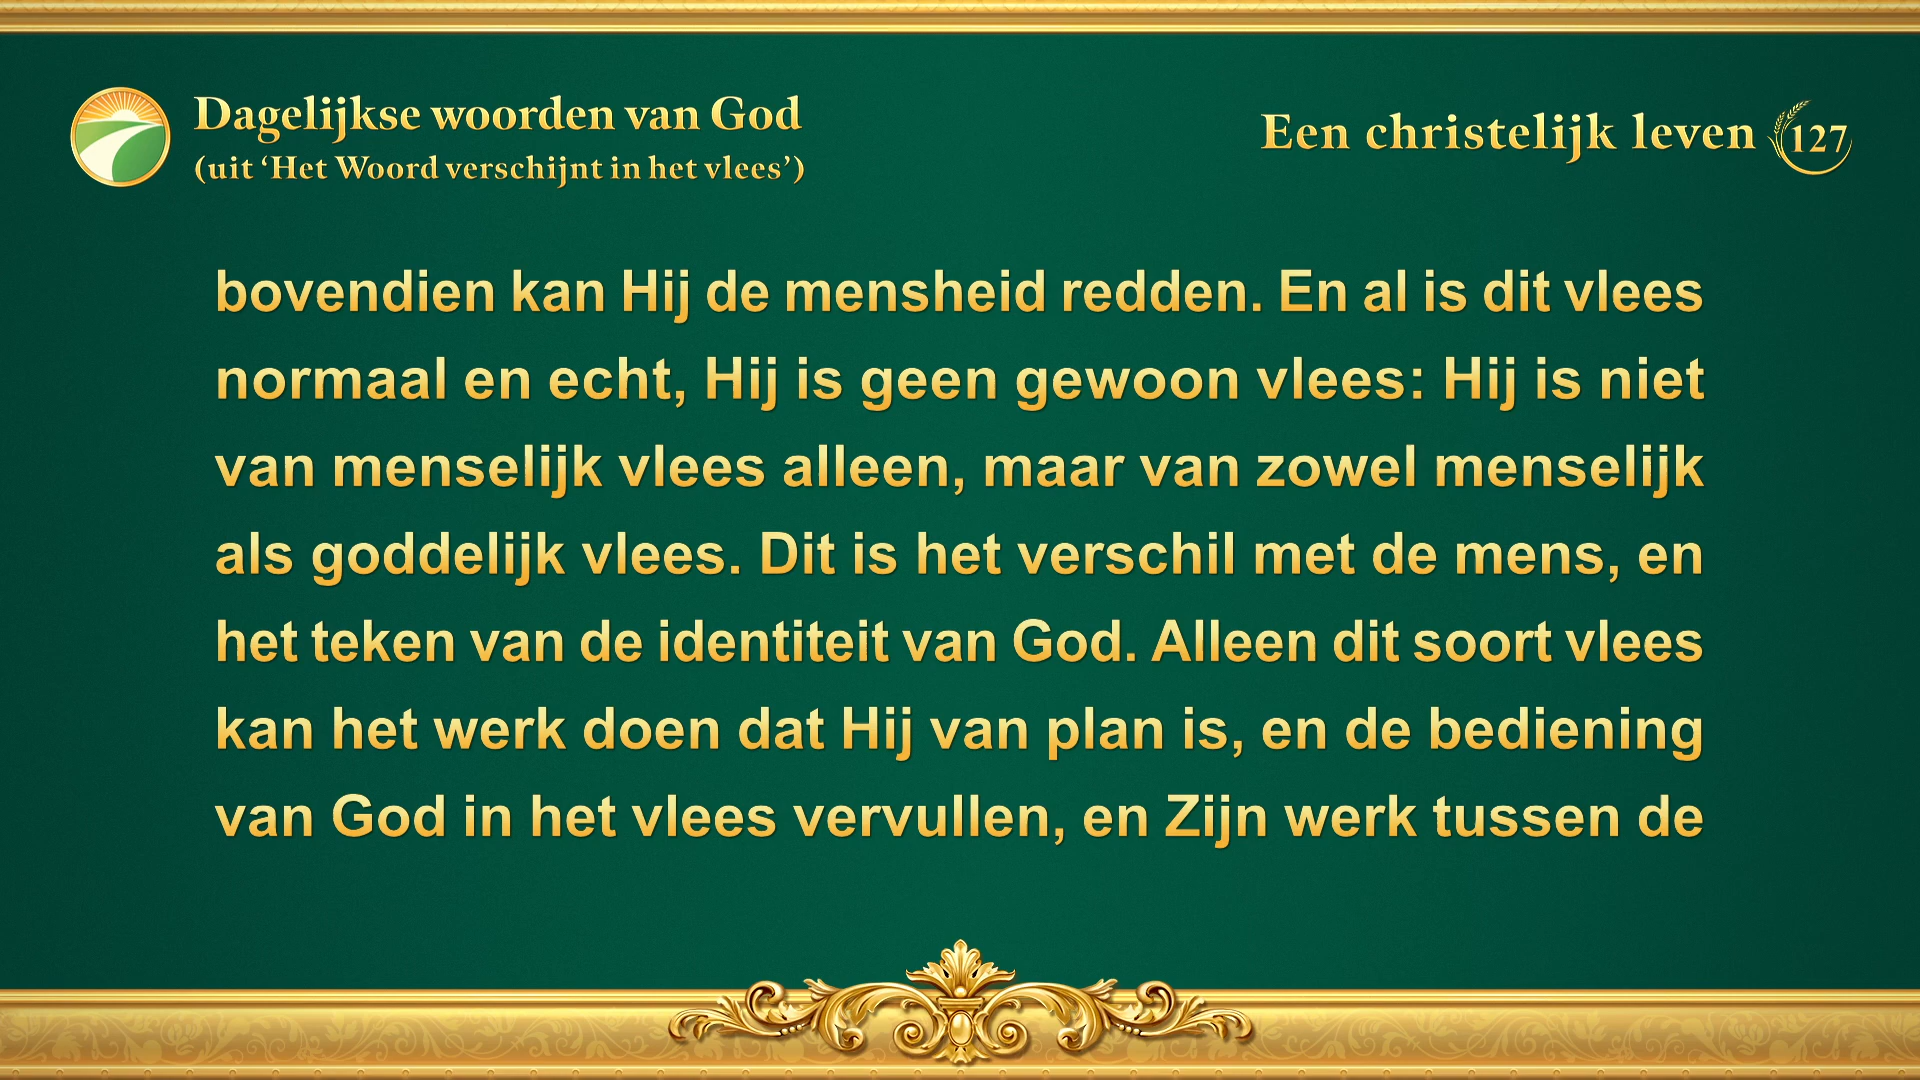 Dagelijkse woorden van God
(uit ‘Het Woord verschijnt in het vlees’)
Een christelijk leven 127
bovendien kan Hij de mensheid redden. En al is dit vlees
normaal en echt, Hij is geen gewoon vlees: Hij is niet
van menselijk vlees alleen, maar van zowel menselijk
als goddelijk vlees. Dit is het verschil met de mens, en
het teken van de identiteit van God. Alleen dit soort vlees
kan het werk doen dat Hij van plan is, en de bediening
van God in het vlees vervullen, en Zijn werk tussen de